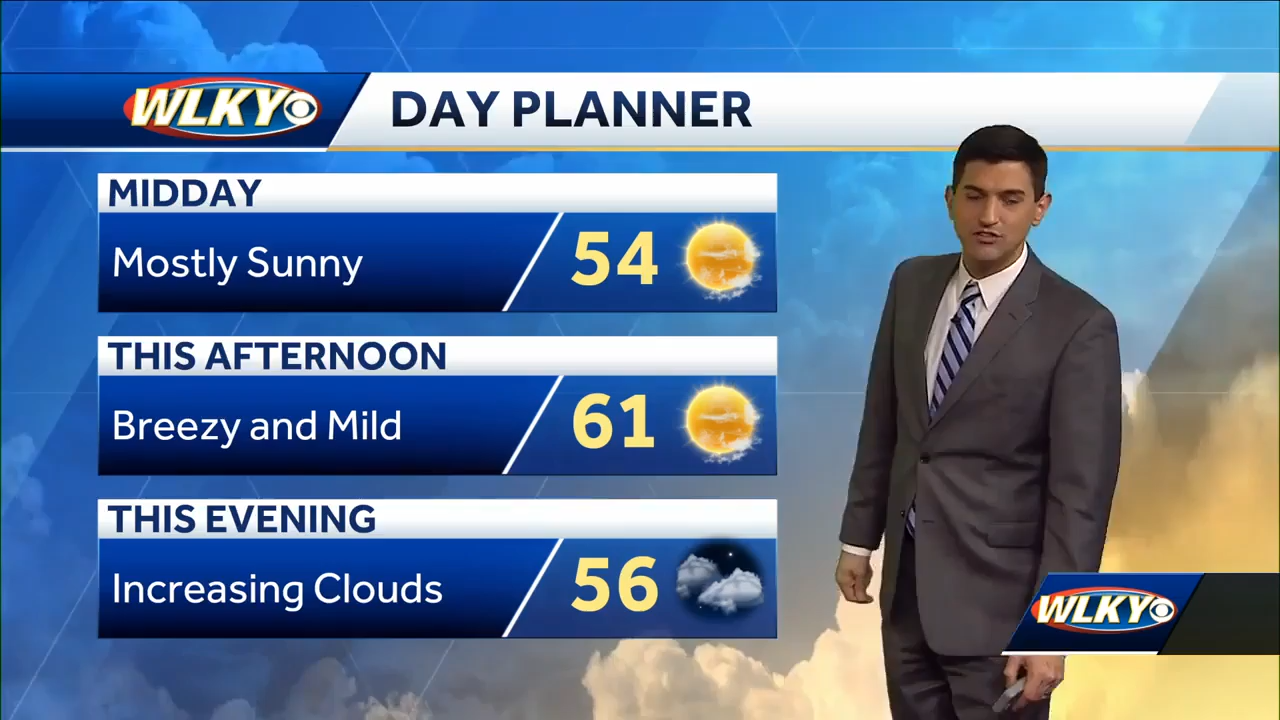 WLKY
DAY PLANNER
MIDDAY
Mostly Sunny
54
THIS AFTERNOON
Breezy and Mild
61
THIS EVENING
Increasing Clouds
56
WLKY